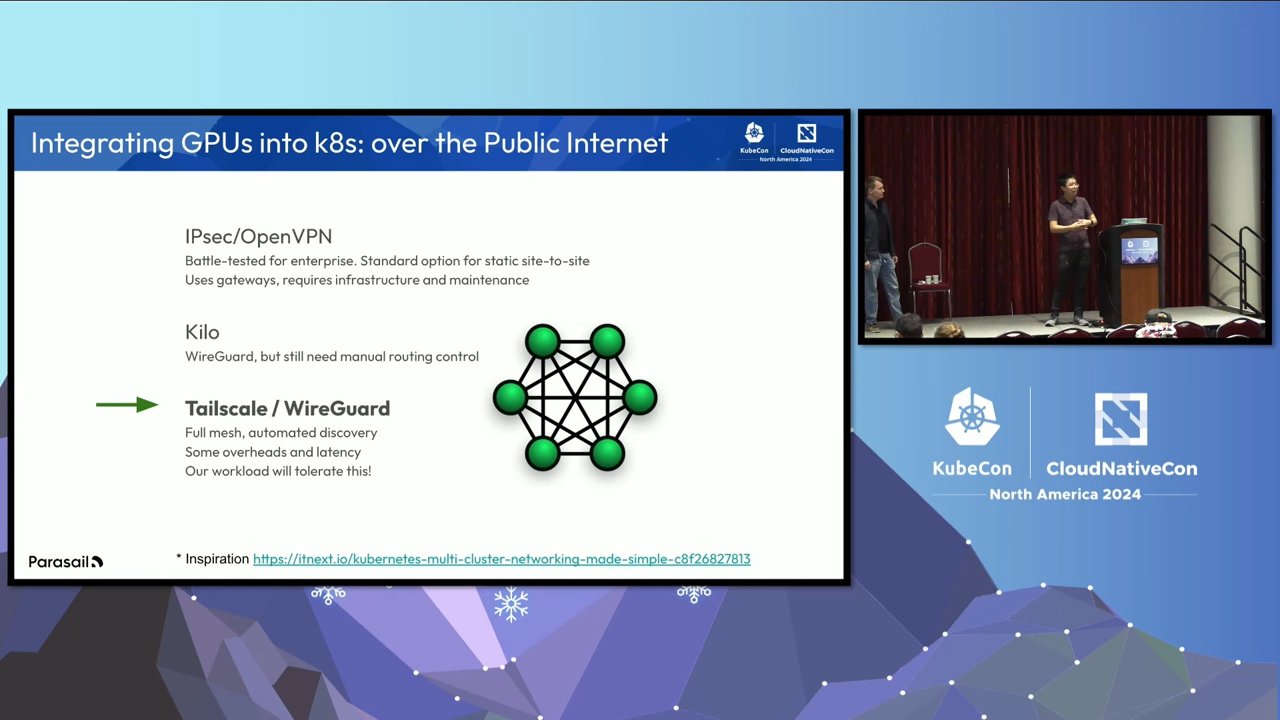 Integrating GPUs into k8s: over the Public Internet
KubeCon
CloudNativeCon
North America 2024
IPsec/OpenVPN
Battle-tested for enterprise. Standard option for static site-to-site
Uses gateways, requires infrastructure and maintenance
Kilo
WireGuard, but still need manual routing control
Tailscale / WireGuard
Full mesh, automated discovery
Some overheads and latency
Our workload will tolerate this!
Parasail
* Inspiration https://itnext.io/kubernetes-multi-cluster-networking-made-simple-c8f26827813
KubeCon
CloudNativeCon
North America 2024